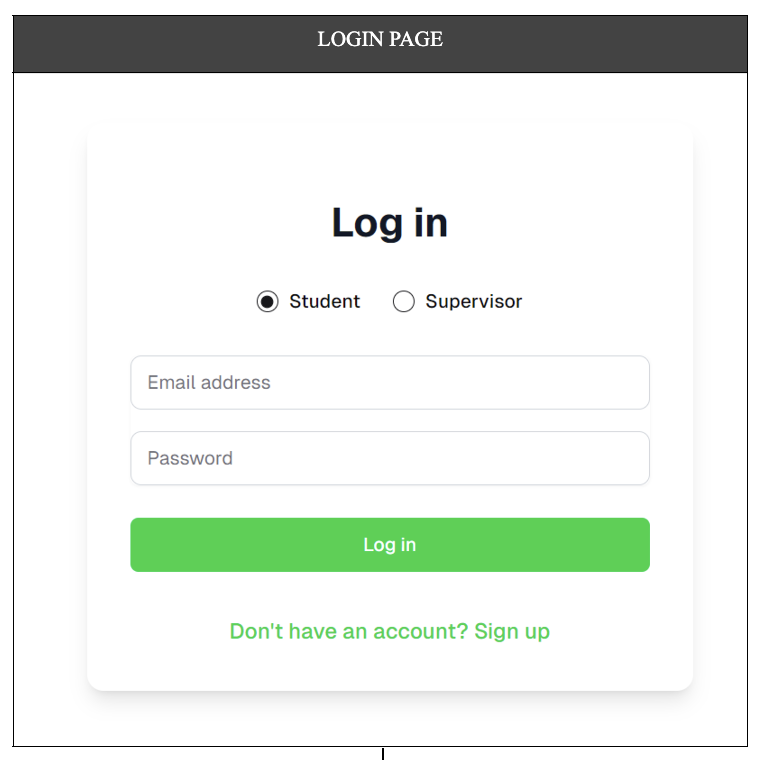 LOGIN PAGE
Log in
Student Supervisor
Email address
Password
Log in
Don't have an account? Sign up